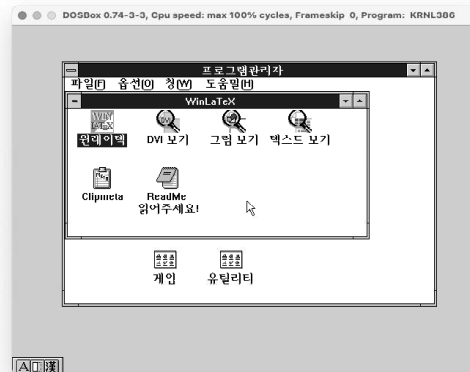 DOSBox 0.74-3-3, Cpu speed: max 100% cycles, Frameskip 0, Program: KRNL386
프로그램관리자
파일(F) 옵션(O) 창(W) 도움말(H)
WinLaTeX
윈레이텍 DVI 보기 그림 보기 텍스트 보기
Clipmeta ReadMe
읽어주세요!
게임 유틸리티
A 漢